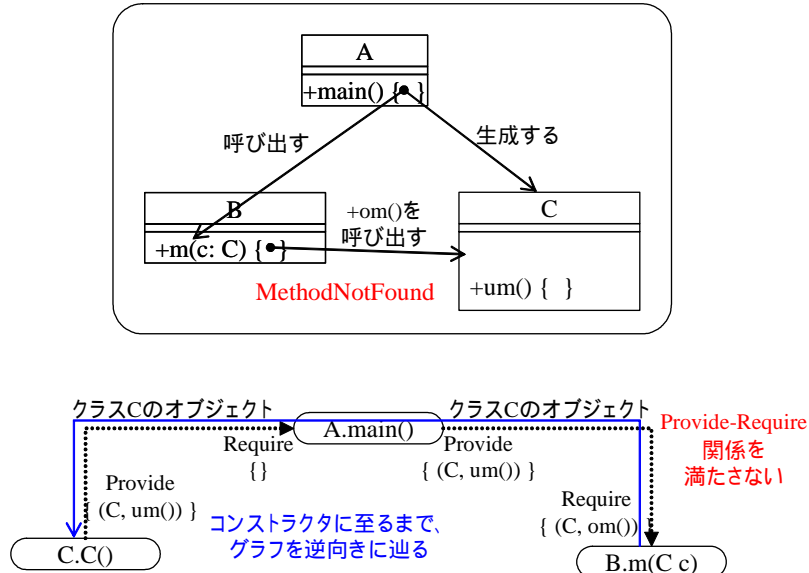 A
+main() { }
呼び出す
生成する
B
+m(c: C) { }
+om()を
呼び出す
C
+um() { }
MethodNotFound
クラスCのオブジェクト
A.main()
クラスCのオブジェクト
Provide-Require
関係を
満たさない
Require
{}
Provide
{ (C, um()) }
Provide
{ (C, um()) }
Require
{ (C, om()) }
コンストラクタに至るまで、
グラフを逆向きに辿る
C.C()
B.m(C c)